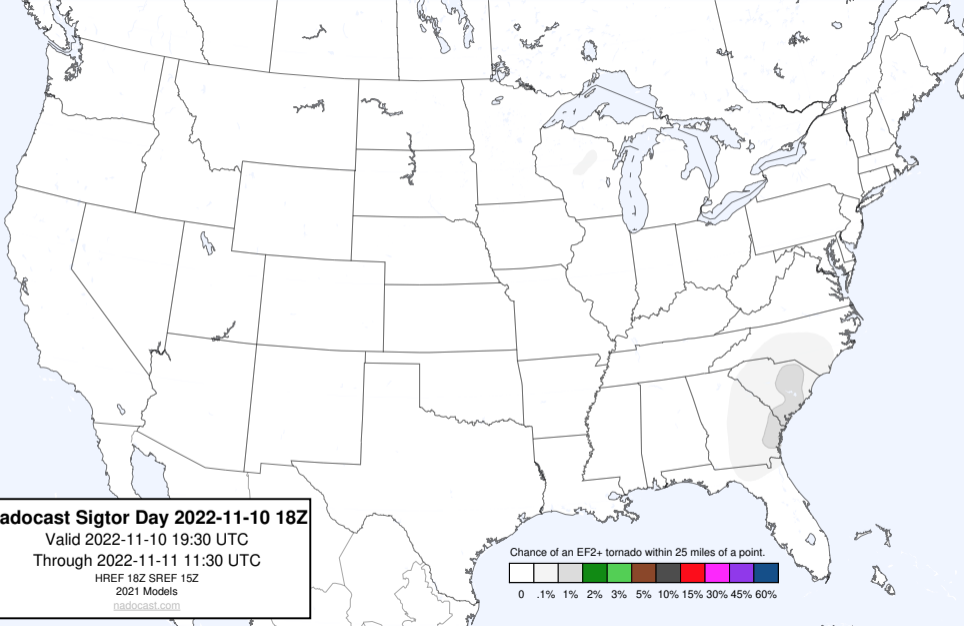 adocast Sigtor Day 2022-11-10 18Z
Valid 2022-11-10 19:30 UTC
Through 2022-11-11 11:30 UTC
HREF 18Z SREF 15Z
2021 Models
nadocast.com
Chance of an EF2+ tornado within 25 miles of a point.
0 .1% 1% 2% 3% 5% 10% 15% 30% 45% 60%